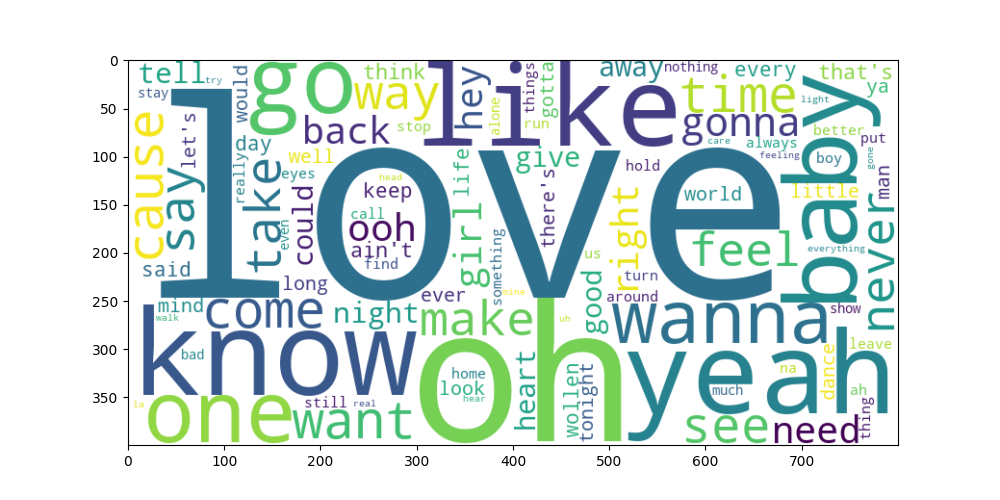 0
50
100
150
200
250
300
350
0 100 200 300 400 500 600 700
tell try would go think way like hey alone things gotta away nothing every that's ya
stay let's back stop run time light gonna care always better put
cause say really day well eyes give feeling boy gone
love
take could head keep call ooh ain't find life girl there's hold world little baby man never
even right us feel everything
said long ever something mine good turn around
mind walk come night make uh wanna show
know bad oh yeah leave
home look hear heart wollen tonight much na dance ah
la one still real want see need thing